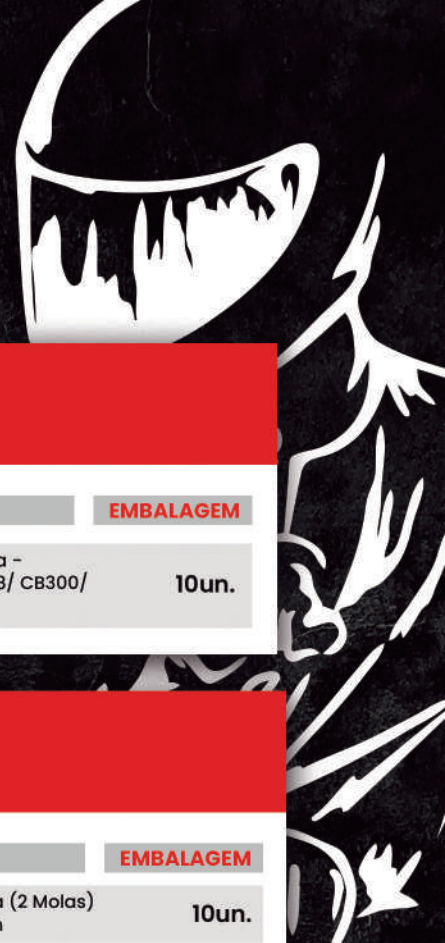 EMBALAGEM
a -
3/ CB300/
10un.
EMBALAGEM
a (2 Molas)
10un.